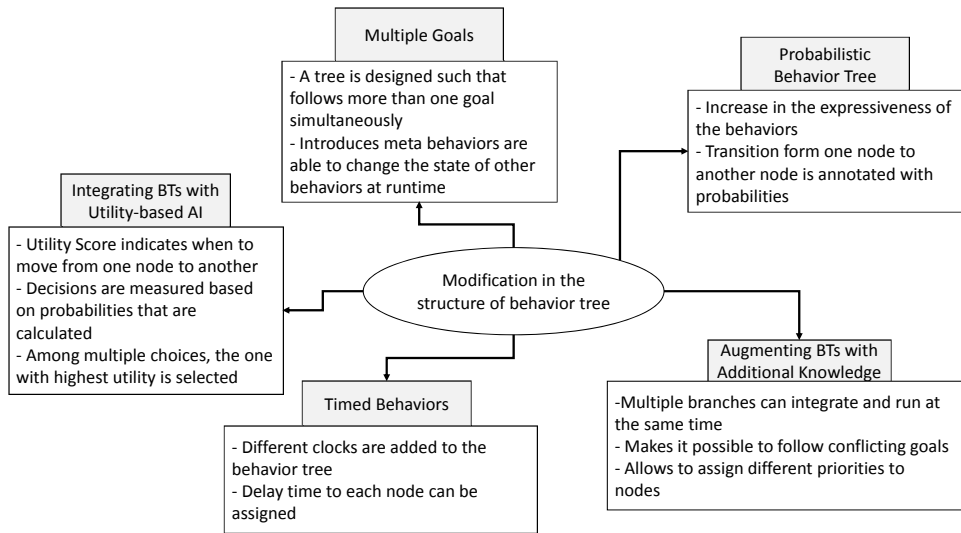 Multiple Goals
- A tree is designed such that
follows more than one goal
simultaneously
- Introduces meta behaviors are
able to change the state of other
behaviors at runtime
Probabilistic
Behavior Tree
- Increase in the expressiveness of
the behaviors
- Transition form one node to
another node is annotated with
probabilities
Integrating BTs with
Utility-based AI
- Utility Score indicates when to
move from one node to another
- Decisions are measured based
on probabilities that are
calculated
- Among multiple choices, the one
with highest utility is selected
Modification in the
structure of behavior tree
Timed Behaviors
- Different clocks are added to the
behavior tree
- Delay time to each node can be
assigned
Augmenting BTs with
Additional Knowledge
-Multiple branches can integrate and run at
the same time
- Makes it possible to follow conflicting goals
- Allows to assign different priorities to
nodes